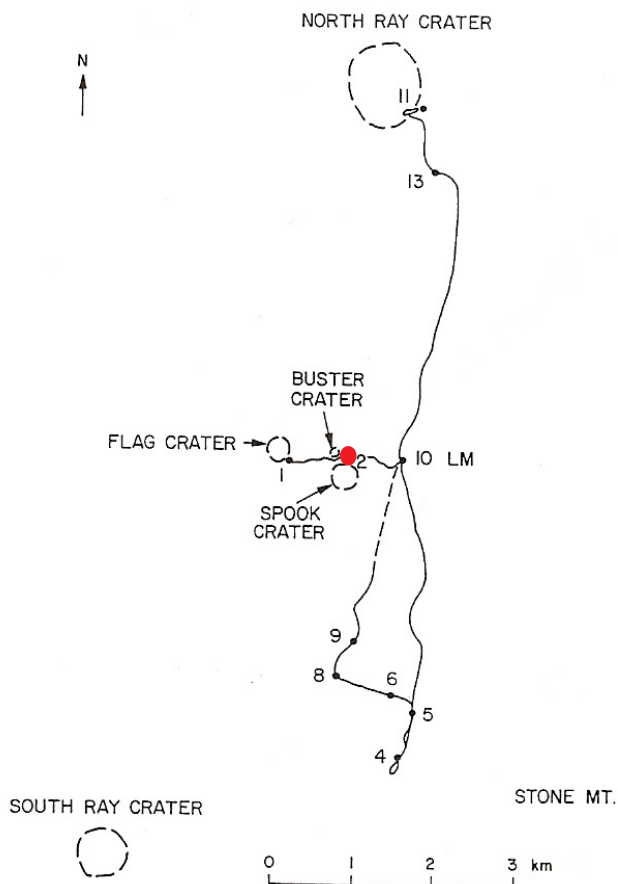 NORTH RAY CRATER
N
11
13
BUSTER
CRATER
FLAG CRATER
1
2
10 LM
SPOOK
CRATER
9
8
6
5
4
STONE MT.
SOUTH RAY CRATER
0 1 2 3 km